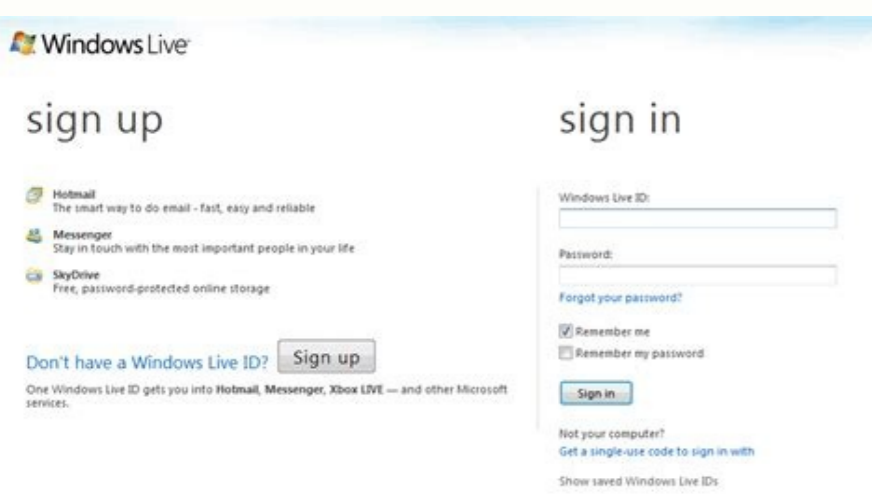 Windows Live
sign up
Hotmail
The smart way to do email - fast, easy and reliable
Messenger
Stay in touch with the most important people in your life
SkyDrive
Free, password-protected online storage
Don't have a Windows Live ID? Sign up
One Windows Live ID gets you into Hotmail, Messenger, Xbox LIVE — and other Microsoft
services.
sign in
Windows Live ID:
Password:
Forgot your password?
Remember me
Remember my password
Sign in
Not your computer?
Get a single-use code to sign in with
Show saved Windows Live IDs